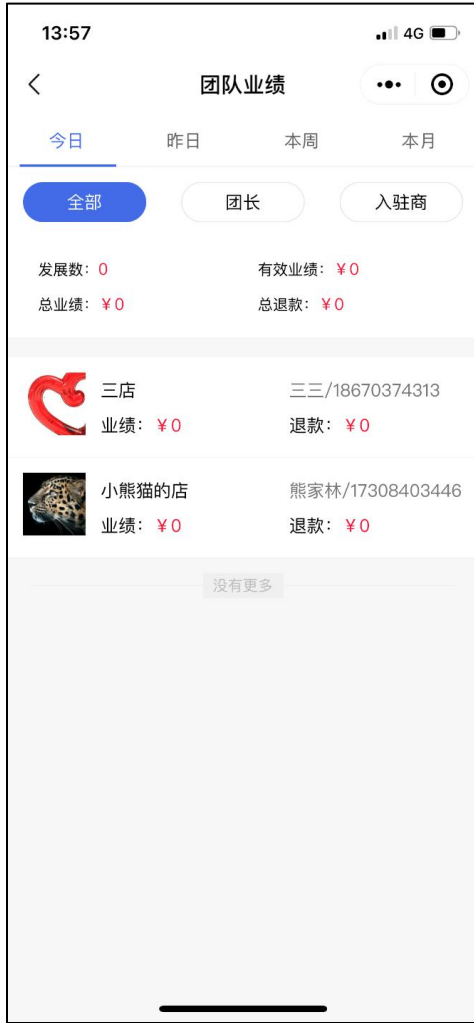 13:57 4G
团队业绩
今日 昨日 本周 本月
全部 团长 入驻商
发展数：0 有效业绩：￥0
总业绩：￥0 总退款：￥0
三店 三三/18670374313
业绩：￥0 退款：￥0
小熊猫的店 熊家林/17308403446
业绩：￥0 退款：￥0
没有更多